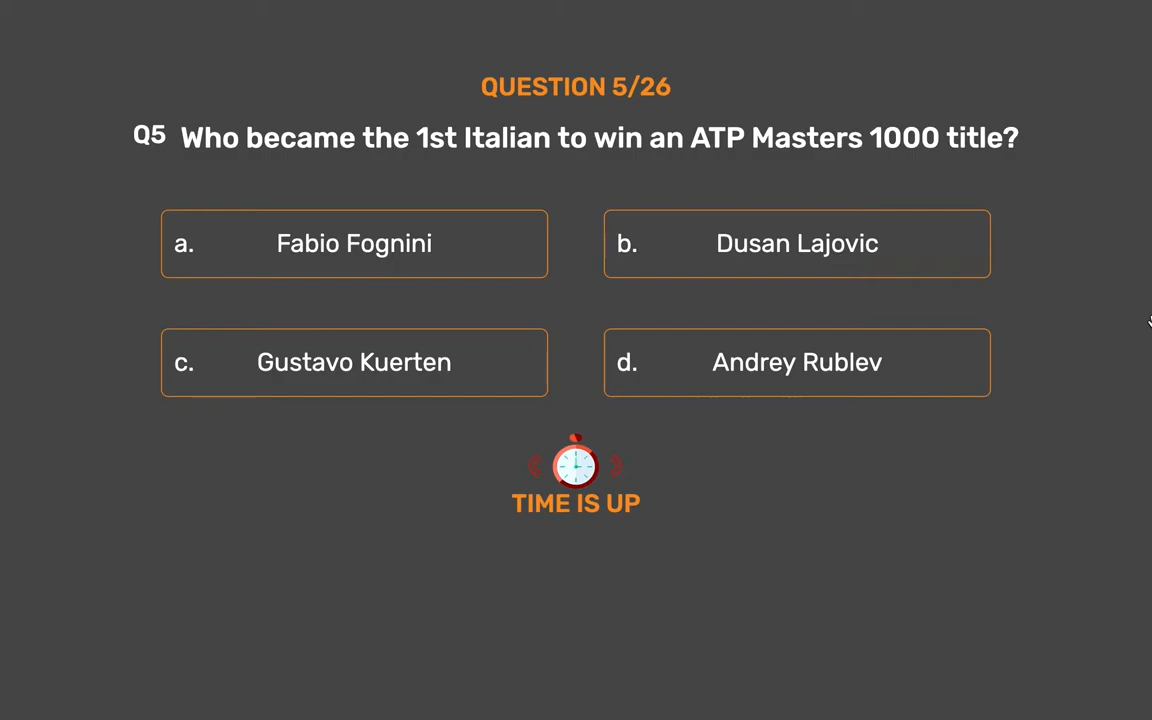 QUESTION 5/26
Q5 Who became the 1st Italian to win an ATP Masters 1000 title?
a. Fabio Fognini
b. Dusan Lajovic
c. Gustavo Kuerten
d. Andrey Rublev
TIME IS UP